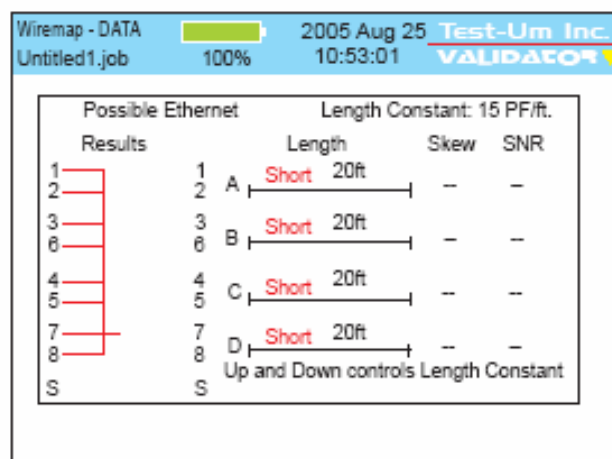 Wiremap - DATA 2005 Aug 25 Test-Um Inc.
Untitled1.job 100% 10:53:01 VALIDATOR
Possible Ethernet Length Constant: 15 PF/ft.
Results Length Skew SNR
1 1 A Short 20ft -- --
2 2
3 3 B Short 20ft -- --
6 6
4 4 C Short 20ft -- --
5 5
7 7 D Short 20ft -- --
8 8
Up and Down controls Length Constant
S S